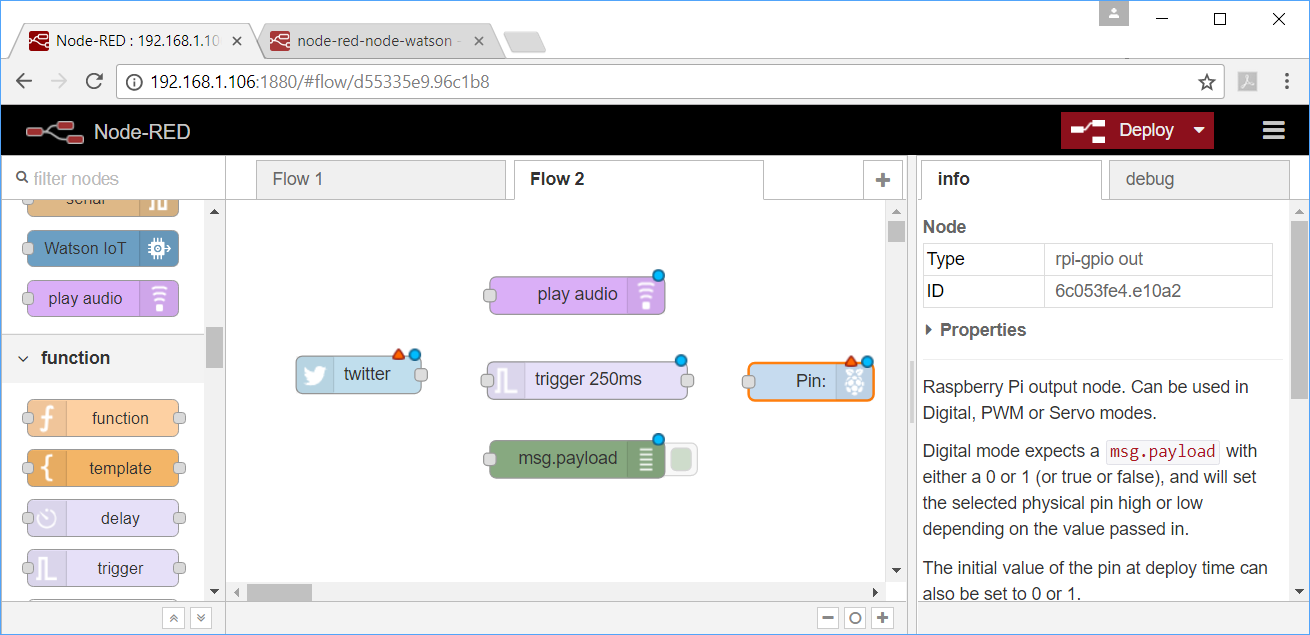 Node-RED : 192.168.1.10
node-red-node-watson -
192.168.1.106:1880/#flow/d55335e9.96c1b8
Node-RED
Deploy
filter nodes
Flow 1
Flow 2
info
debug
serial
Watson IoT
play audio
function
function
template
delay
trigger
play audio
twitter
trigger 250ms
Pin:
msg.payload
Node
Type rpi-gpio out
ID 6c053fe4.e10a2
Properties
Raspberry Pi output node. Can be used in
Digital, PWM or Servo modes.
Digital mode expects a msg.payload with
either a 0 or 1 (or true or false), and will set
the selected physical pin high or low
depending on the value passed in.
The initial value of the pin at deploy time can
also be set to 0 or 1.